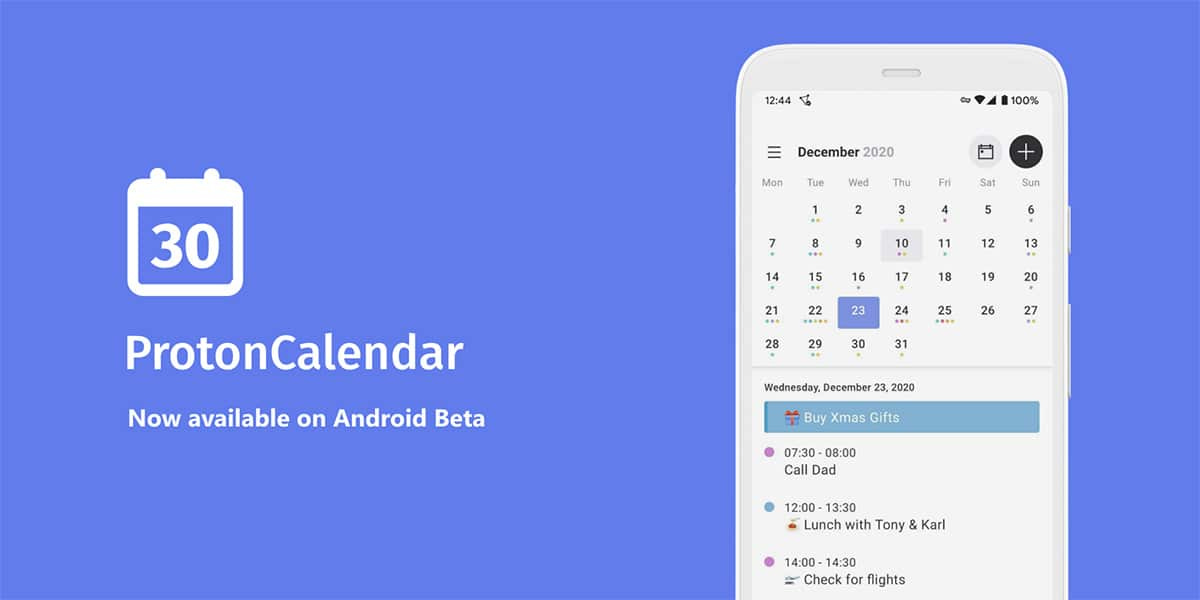 30
ProtonCalendar
Now available on Android Beta
12:44 100%
December 2020
Mon Tue Wed Thu Fri Sat Sun
1 2 3 4 5 6
7 8 9 10 11 12 13
14 15 16 17 18 19 20
21 22 23 24 25 26 27
28 29 30 31
Wednesday, December 23, 2020
🎁 Buy Xmas Gifts
07:30 - 08:00
Call Dad
12:00 - 13:30
🍝 Lunch with Tony & Karl
14:00 - 14:30
🛫 Check for flights